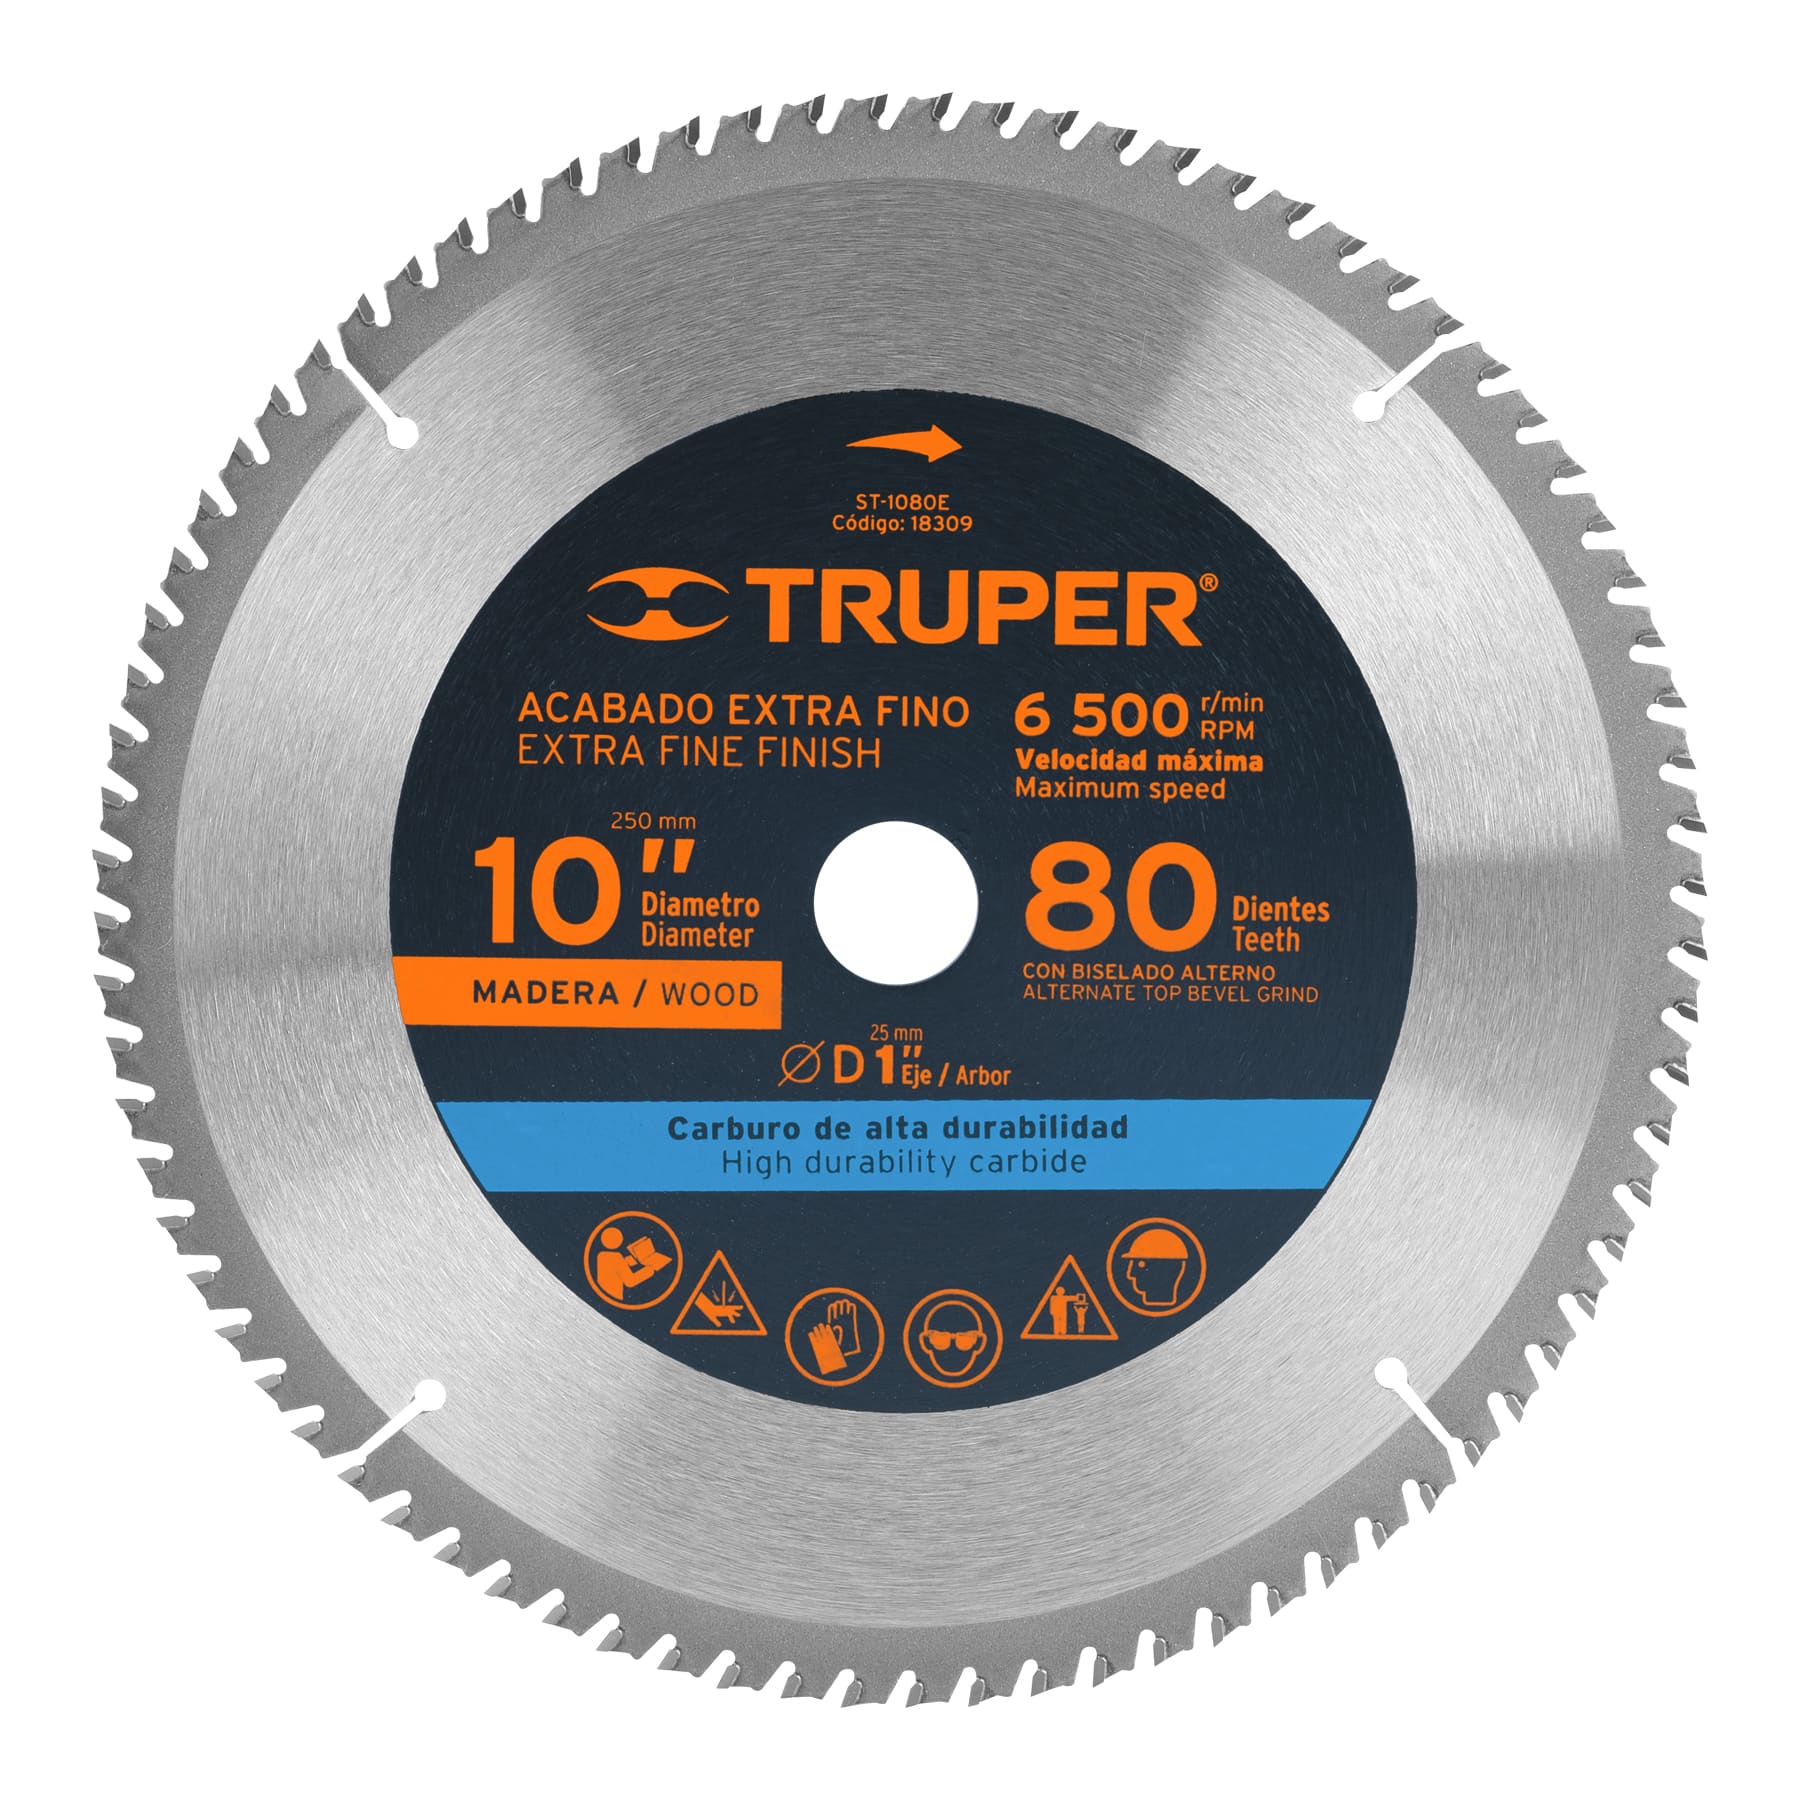 ST-1080E
Código: 18309
TRUPER®
ACABADO EXTRA FINO
EXTRA FINE FINISH
6 500 r/min RPM
Velocidad máxima
Maximum speed
250 mm
10"
Diametro
Diameter
MADERA / WOOD
80 Dientes
Teeth
CON BISELADO ALTERNO
ALTERNATE TOP BEVEL GRIND
25 mm
Ø D 1" Eje / Arbor
Carburo de alta durabilidad
High durability carbide